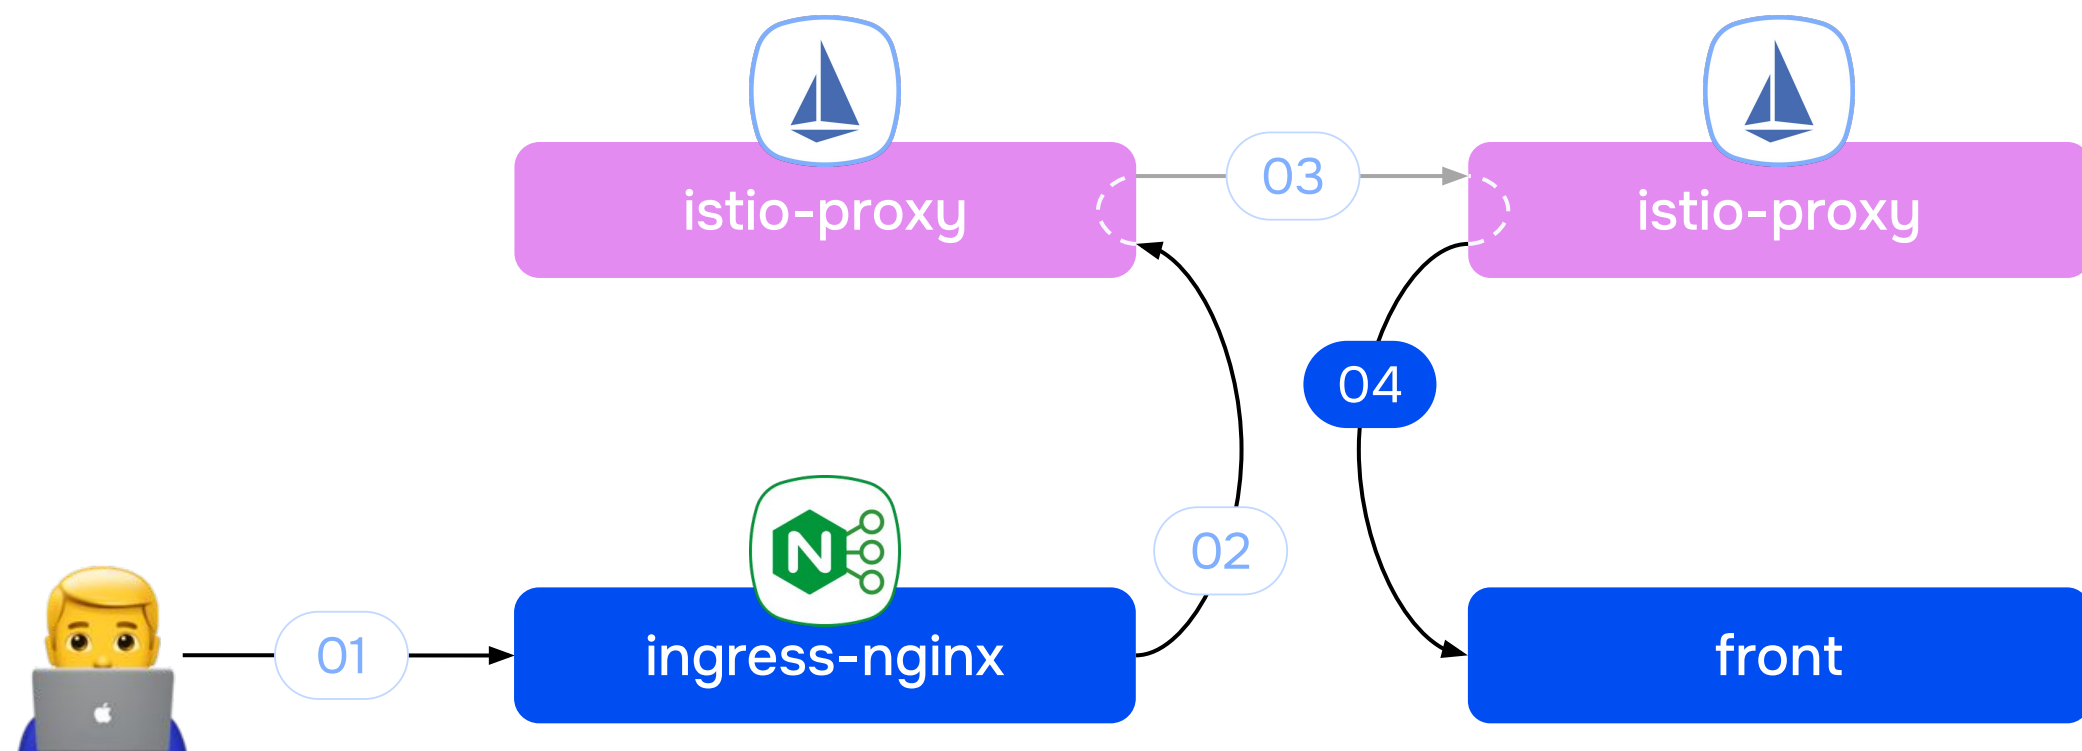 istio-proxy
03
istio-proxy
04
02
N
01
ingress-nginx
front